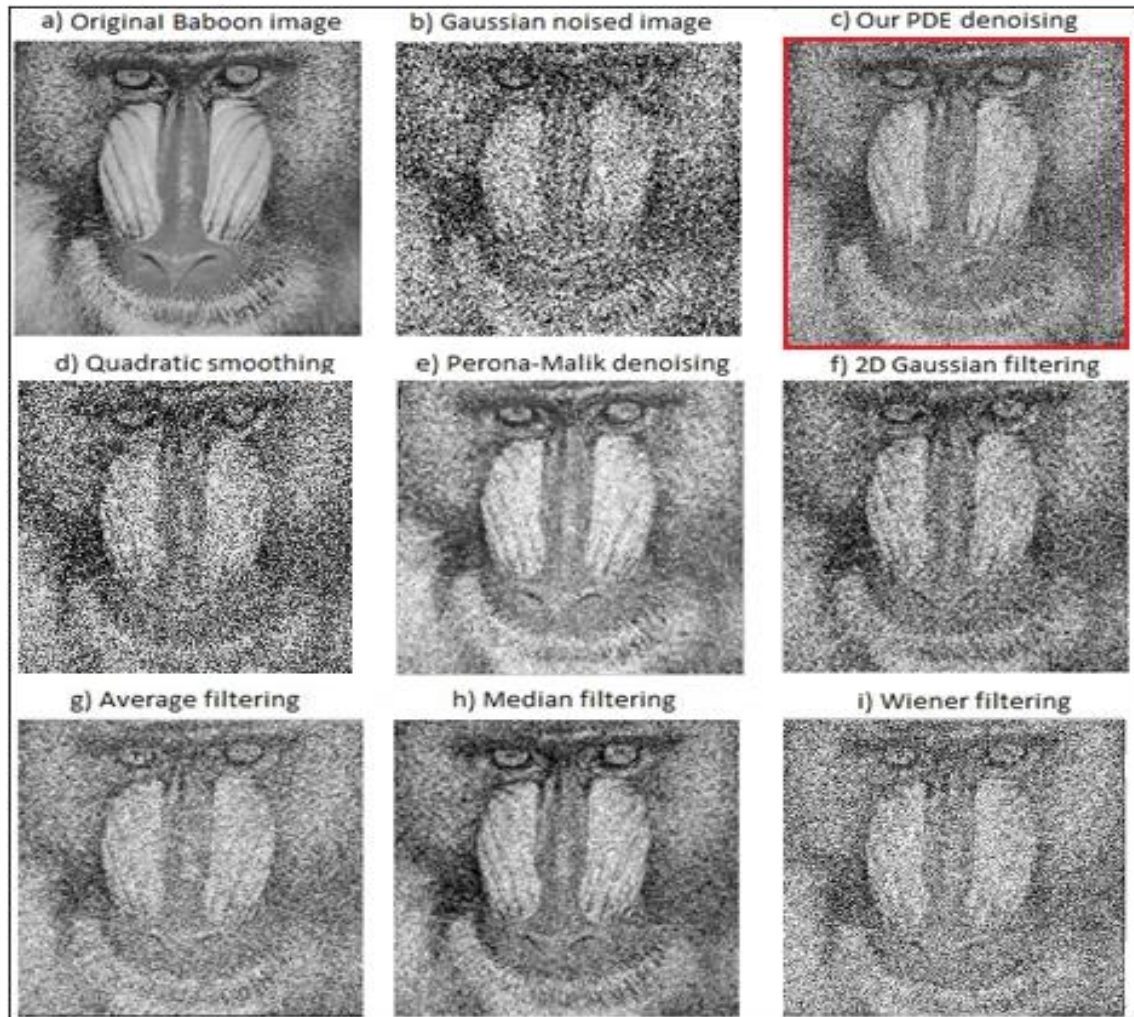 a) Original Baboon image
b) Gaussian noised image
c) Our PDE denoising
d) Quadratic smoothing
e) Perona-Malik denoising
f) 2D Gaussian filtering
g) Average filtering
h) Median filtering
i) Wiener filtering